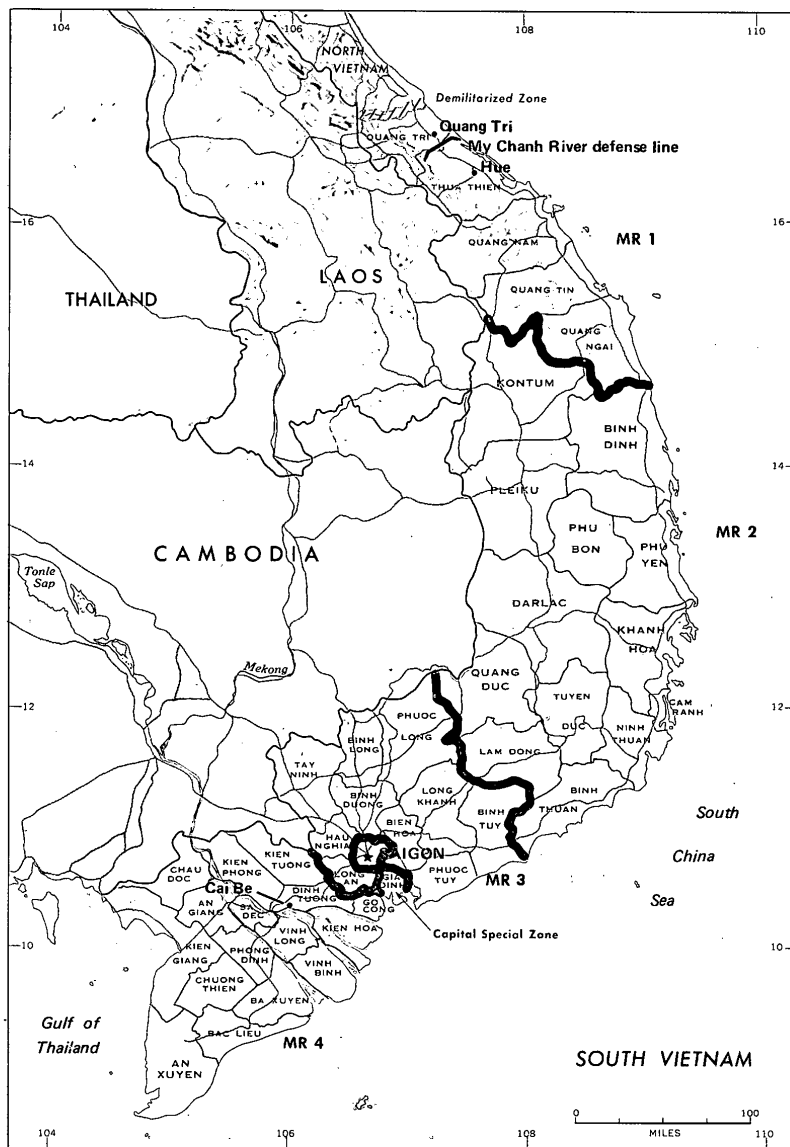 104
106
108
110
NORTH
VIETNAM
Demilitarized Zone
Quang Tri
QUANG TRI
My Chanh River defense line
Hue
THUA THIEN
16
16
MR 1
QUANG NAM
LAOS
THAILAND
QUANG TIN
QUANG
NGAI
KONTUM
BINH
DINH
14
14
PLEIKU
MR 2
PHU
BON
PHU
YEN
CAMBODIA
Tonle
Sap
DARLAC
KHANH
HOA
Mekong
QUANG
DUC
12
12
TUYEN
DUC
CAM
RANH
PHUOC
LONG
NINH
THUAN
BINH
LONG
LAM DONG
TAY
NINH
LONG
KHANH
BINH
THUAN
BINH
DUONG
BINH
TUY
BIEN
HOA
South
China
Sea
HAU
NGHIA
SAIGON
KIEN
TUONG
KIEN
PHONG
CHAU
DOC
LONG
AN
GIA
DINH
PHUOC
TUY
MR 3
Cai Be
DINH
TUONG
GO
CONG
AN
GIANG
SA
DEC
Capital Special Zone
KIEN HOA
VINH
LONG
10
10
KIEN
GIANG
PHONG
DINH
VINH
BINH
CHUONG
THIEN
BA XUYEN
Gulf of
Thailand
BAC LIEU
MR 4
AN
XUYEN
SOUTH VIETNAM
0
100
MILES
104
106
108
110